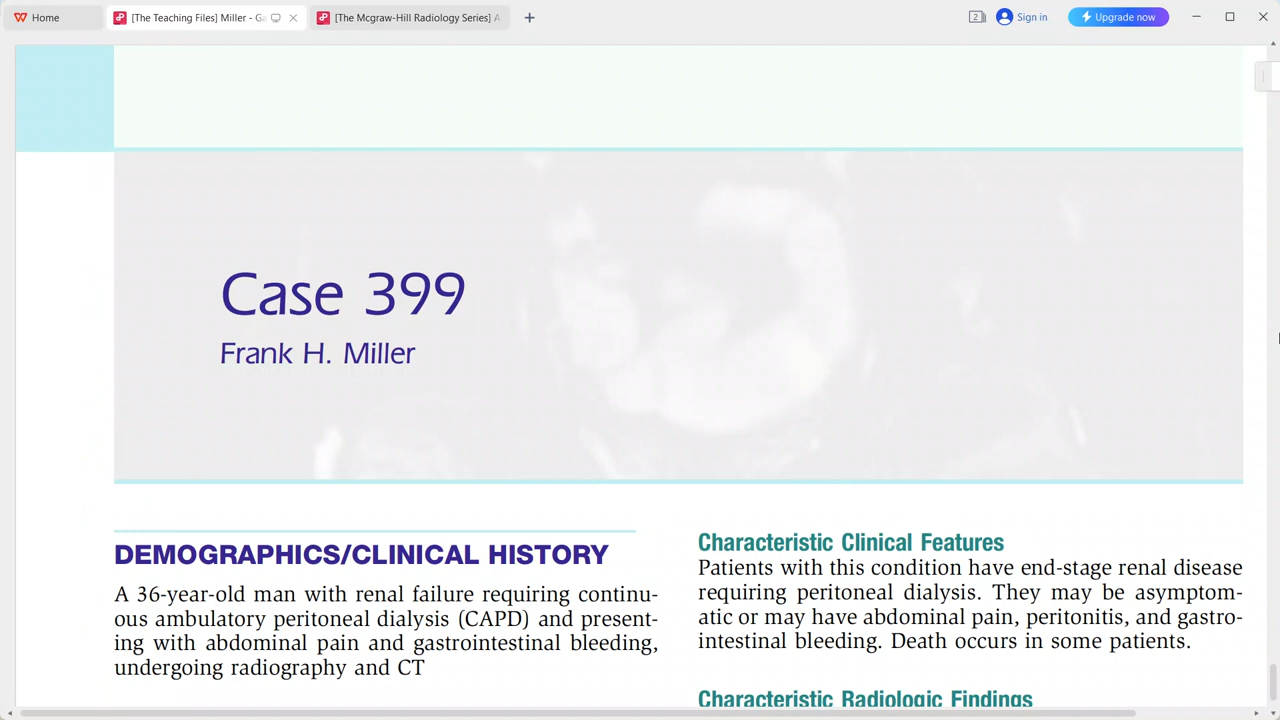 Home
[The Teaching Files] Miller - Ga
[The Mcgraw-Hill Radiology Series] A
2
Sign in
Upgrade now
Case 399
Frank H. Miller
DEMOGRAPHICS/CLINICAL HISTORY
A 36-year-old man with renal failure requiring continu-
ous ambulatory peritoneal dialysis (CAPD) and present-
ing with abdominal pain and gastrointestinal bleeding,
undergoing radiography and CT
Characteristic Clinical Features
Patients with this condition have end-stage renal disease
requiring peritoneal dialysis. They may be asymptom-
atic or may have abdominal pain, peritonitis, and gastro-
intestinal bleeding. Death occurs in some patients.
Characteristic Radiologic Findings